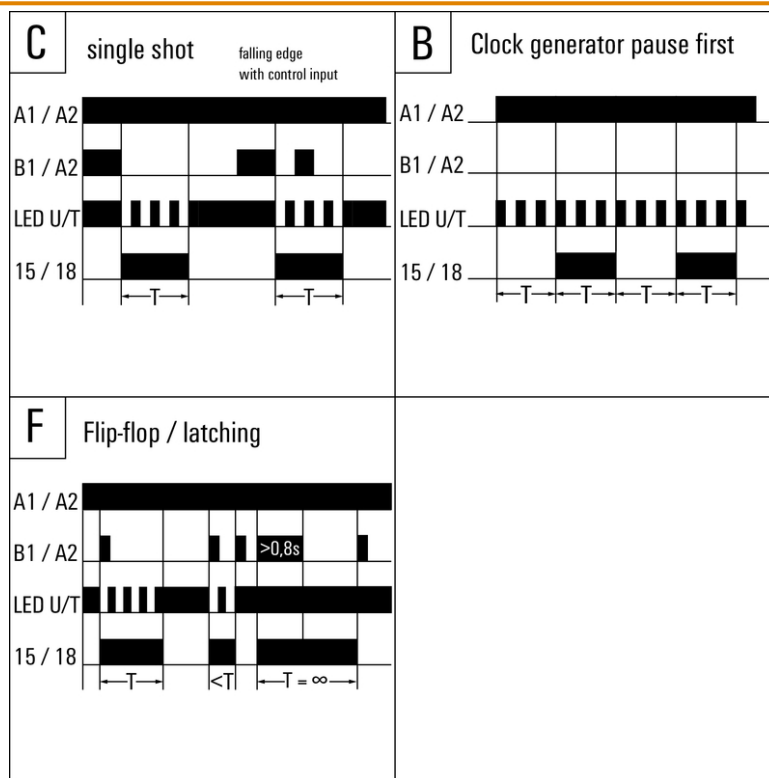 C
single shot
falling edge
with control input
A1 / A2
B1 / A2
LED U/T
15 / 18
T
T
B
Clock generator pause first
A1 / A2
B1 / A2
LED U/T
15 / 18
T
T
T
T
F
Flip-flop / latching
A1 / A2
B1 / A2
>0,8s
LED U/T
15 / 18
T
<T
T = ∞